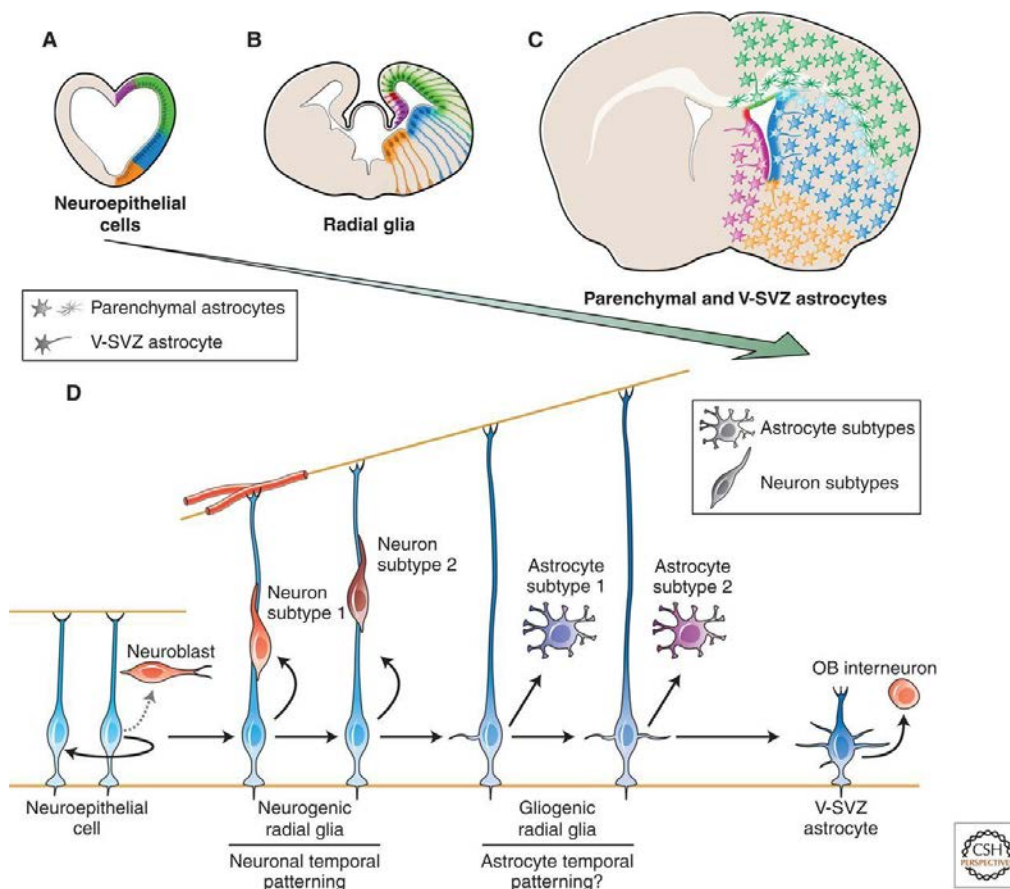 A
B
C
Neuroepithelial
cells
Radial glia
Parenchymal and V-SVZ astrocytes
Parenchymal astrocytes
V-SVZ astrocyte
D
Astrocyte subtypes
Neuron subtypes
Neuron
subtype 2
Neuron
subtype 1
Astrocyte
subtype 1
Astrocyte
subtype 2
Neuroblast
OB interneuron
Neuroepithelial
cell
Neurogenic
radial glia
Neuronal temporal
patterning
Gliogenic
radial glia
Astrocyte temporal
patterning?
V-SVZ
astrocyte
CSH
PERSPECTIVES